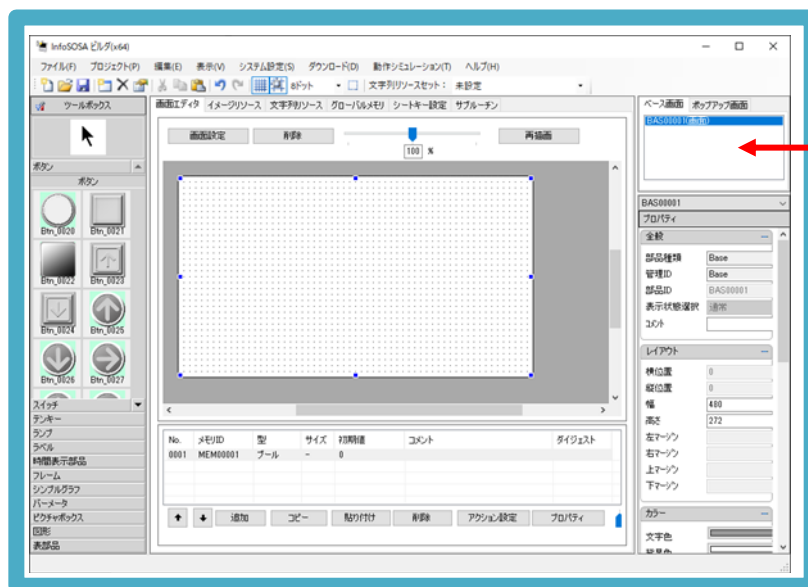 InfoSOSA ビルダ(x64)
ファイル(F) プロジェクト(P) 編集(E) 表示(V) システム設定(S) ダウンロード(D) 動作シミュレーション(T) ヘルプ(H)
8ドット 文字列リソースセット： 未設定
ツールボックス
画面エディタ イメージリソース 文字列リソース グローバルメモリ シートキー設定 サブルーチン
ベース画面 ポップアップ画面
BAS00001(画面)
画面設定 削除 再描画
100 %
ボタン
ボタン
Btn_0020 Btn_0021
Btn_0022 Btn_0023
Btn_0024 Btn_0025
Btn_0026 Btn_0027
スイッチ
テンキー
ランプ
ラベル
時間表示部品
フレーム
シンプルグラフ
バーメータ
ピクチャボックス
図形
表部品
No. メモリID 型 サイズ 初期値 コメント ダイジェスト
0001 MEM00001 ブール - 0
追加 コピー 貼り付け 削除 アクション設定 プロパティ
BAS00001
プロパティ
全般
部品種類 Base
管理ID Base
部品ID BAS00001
表示状態選択 通常
コメント
レイアウト
横位置 0
縦位置 0
幅 480
高さ 272
左マージン
右マージン
上マージン
下マージン
カラー
文字色
背景色